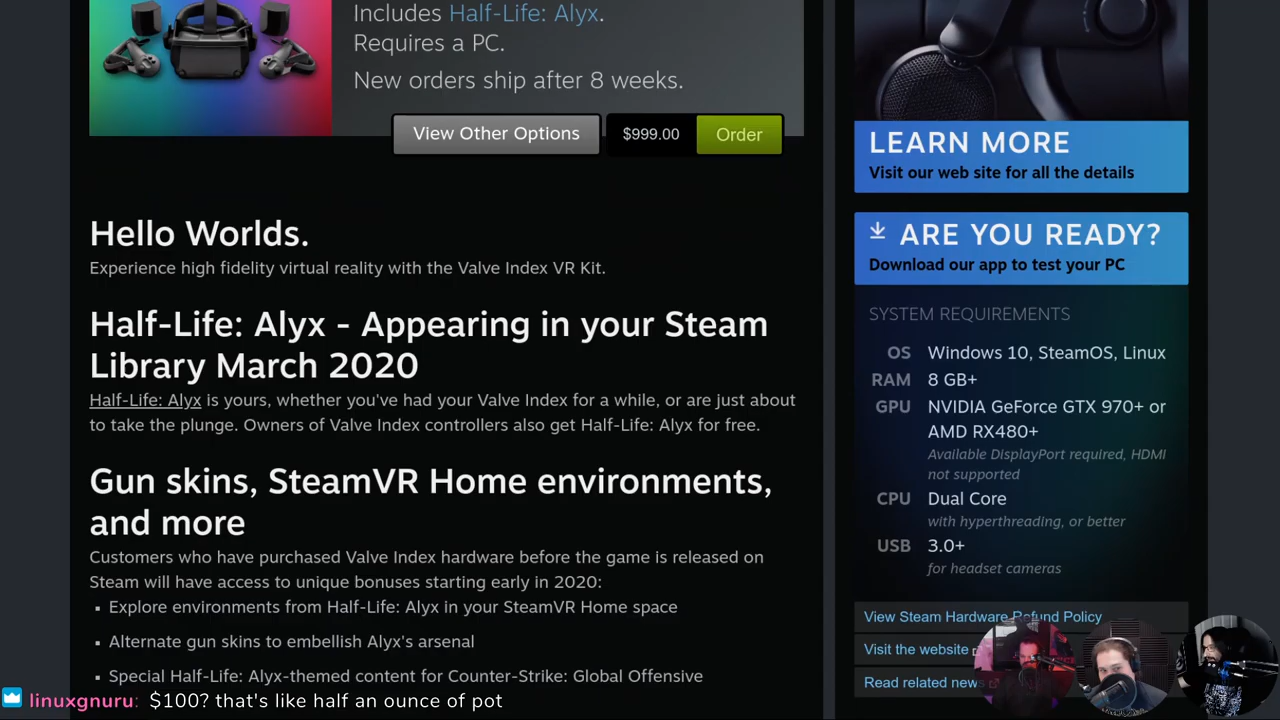 Includes Half-Life: Alyx.
Requires a PC.
New orders ship after 8 weeks.
View Other Options
$999.00
Order
Hello Worlds.
Experience high fidelity virtual reality with the Valve Index VR Kit.
Half-Life: Alyx - Appearing in your Steam
Library March 2020
Half-Life: Alyx is yours, whether you've had your Valve Index for a while, or are just about
to take the plunge. Owners of Valve Index controllers also get Half-Life: Alyx for free.
Gun skins, SteamVR Home environments,
and more
Customers who have purchased Valve Index hardware before the game is released on
Steam will have access to unique bonuses starting early in 2020:
▪ Explore environments from Half-Life: Alyx in your SteamVR Home space
▪ Alternate gun skins to embellish Alyx's arsenal
▪ Special Half-Life: Alyx-themed content for Counter-Strike: Global Offensive
linuxgnuru: $100? that's like half an ounce of pot
LEARN MORE
Visit our web site for all the details
ARE YOU READY?
Download our app to test your PC
SYSTEM REQUIREMENTS
OS Windows 10, SteamOS, Linux
RAM 8 GB+
GPU NVIDIA GeForce GTX 970+ or
AMD RX480+
Available DisplayPort required, HDMI
not supported
CPU Dual Core
with hyperthreading, or better
USB 3.0+
for headset cameras
View Steam Hardware Refund Policy
Visit the website
Read related news